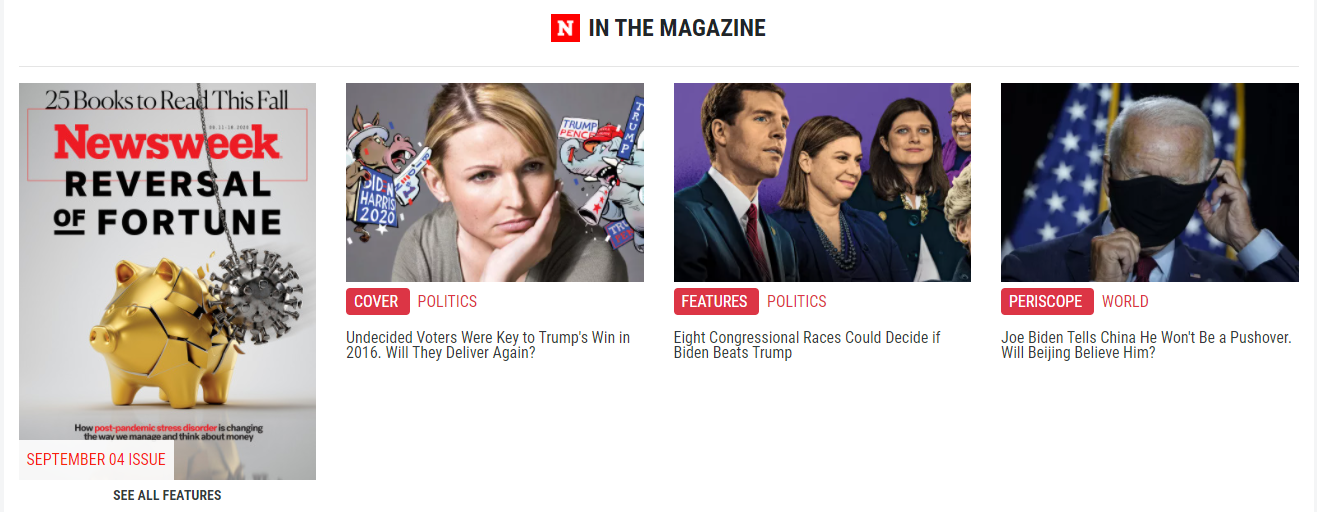 N IN THE MAGAZINE
25 Books to Read This Fall
Newsweek
REVERSAL
OF FORTUNE
How post-pandemic stress disorder is changing
the way we manage and think about money
SEPTEMBER 04 ISSUE
SEE ALL FEATURES
BIDEN
HARRIS
2020
TRUMP
PENCE
TRUMP
COVER POLITICS
Undecided Voters Were Key to Trump's Win in
2016. Will They Deliver Again?
FEATURES POLITICS
Eight Congressional Races Could Decide if
Biden Beats Trump
PERISCOPE WORLD
Joe Biden Tells China He Won't Be a Pushover.
Will Beijing Believe Him?